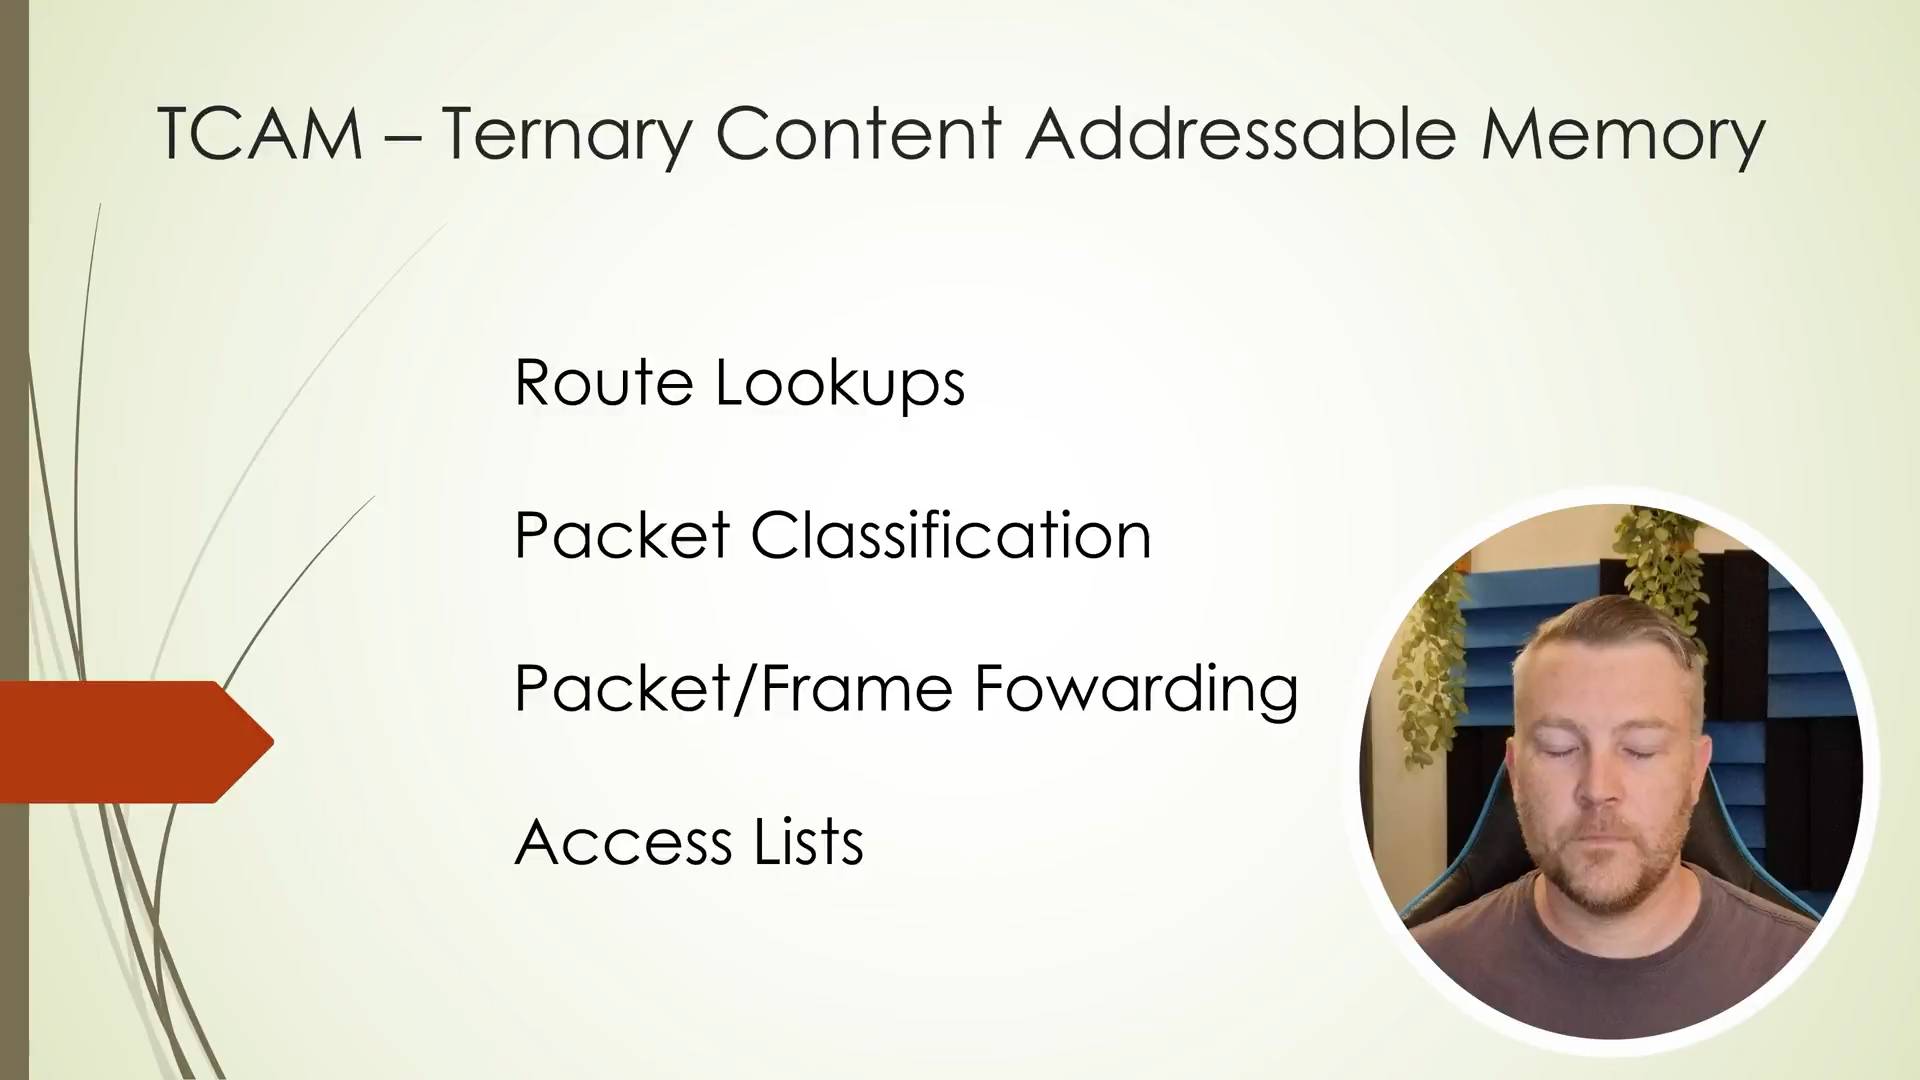 TCAM – Ternary Content Addressable Memory
Route Lookups
Packet Classification
Packet/Frame Fowarding
Access Lists